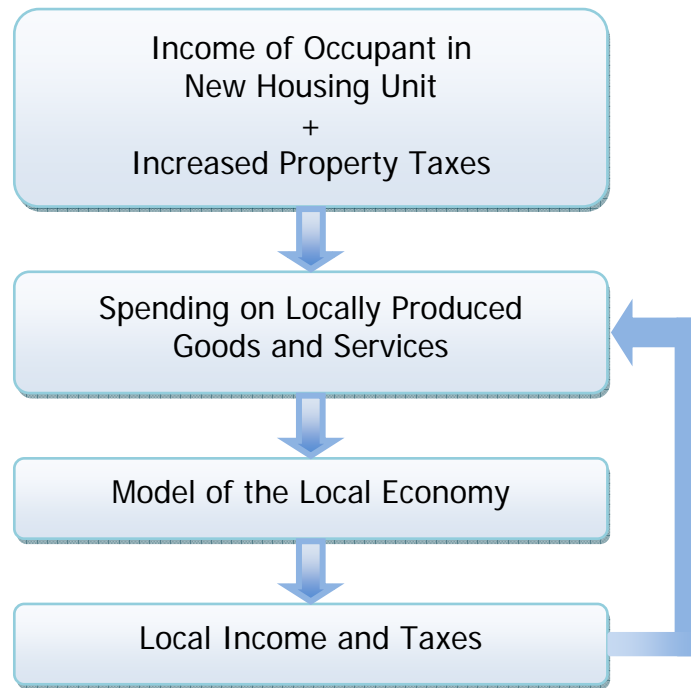 Income of Occupant in
New Housing Unit
+
Increased Property Taxes
Spending on Locally Produced
Goods and Services
Model of the Local Economy
Local Income and Taxes